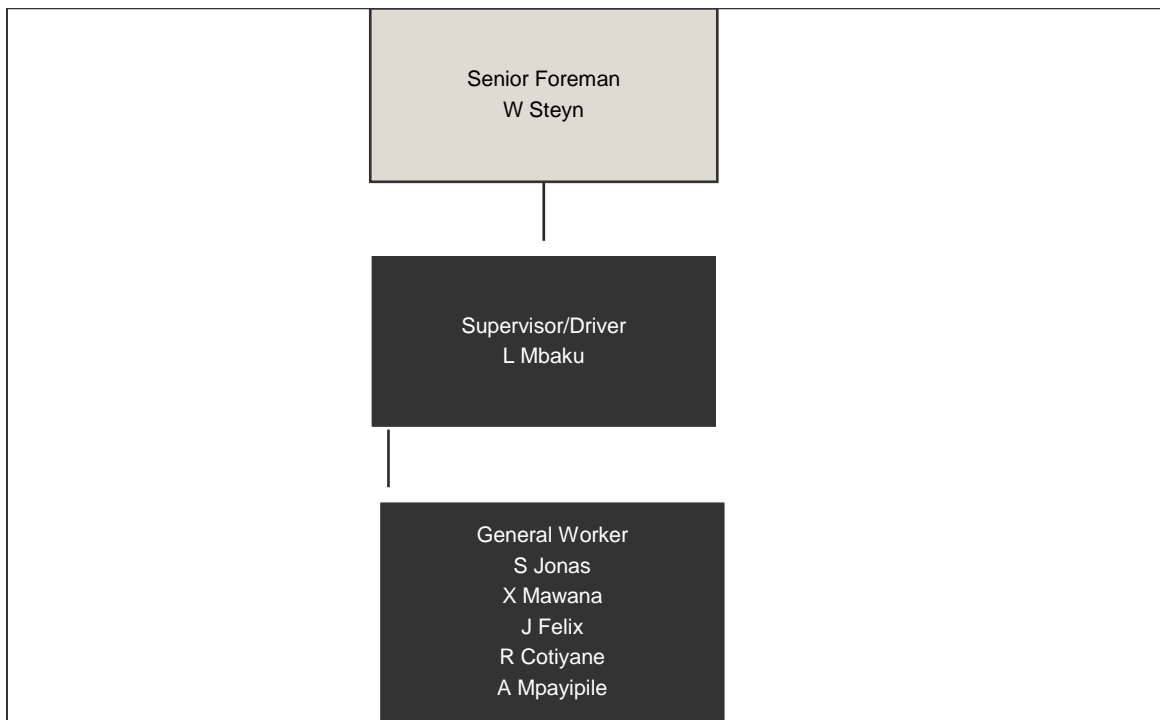 Senior Foreman
W Steyn
Supervisor/Driver
L Mbaku
General Worker
S Jonas
X Mawana
J Felix
R Cotiyane
A Mpayipile